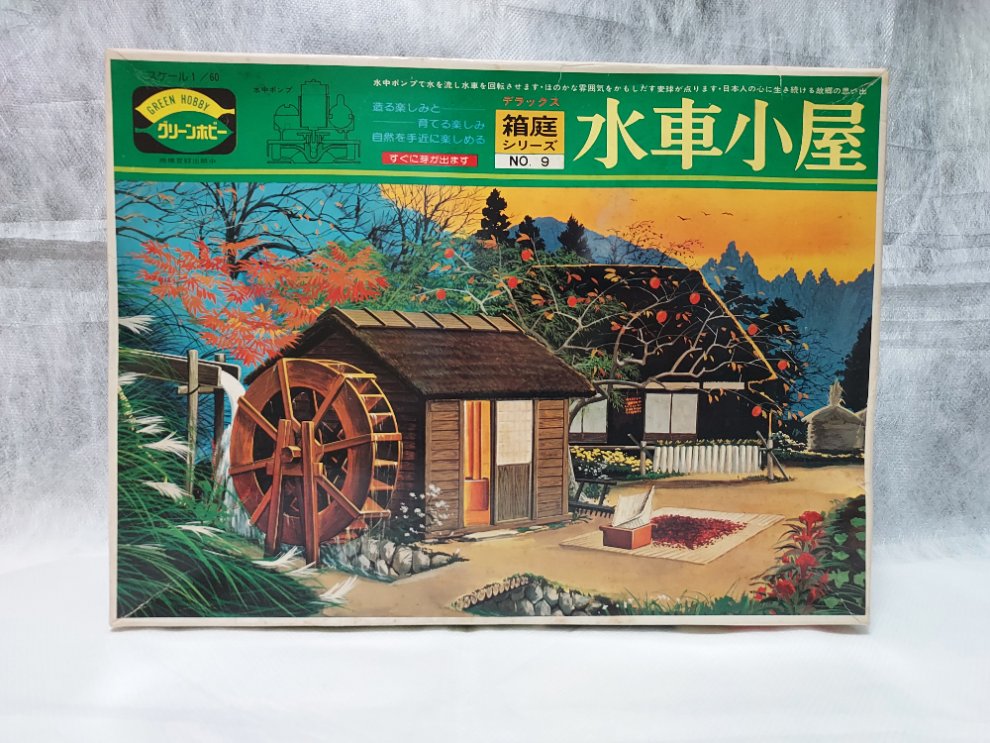 スケール1／60
GREEN HOBBY
グリーンホビー
水中ポンプ
水中ポンプで水を流し水車を回転させます・ほのかな雰囲気をかもしだす麦球が点ります・日本人の心に生き続ける故郷の思い出
造る楽しみと
育てる楽しみ
自然を手近に楽しめる
すぐに芽が出ます
デラックス
箱庭
シリーズ
NO. 9
水車小屋